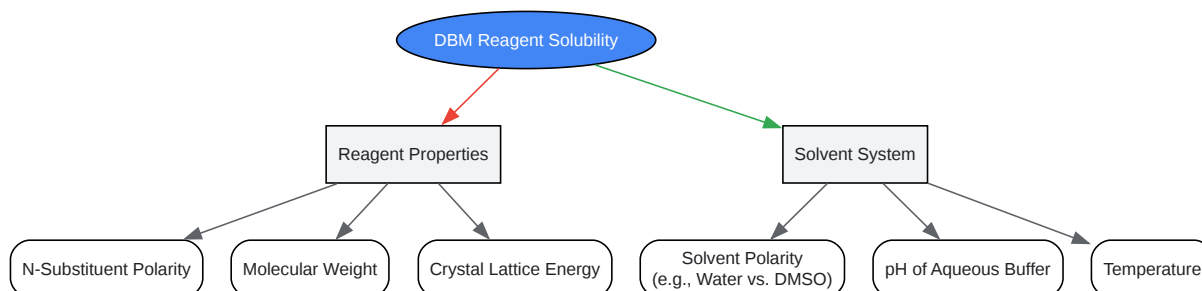 DBM Reagent Solubility
Reagent Properties
Solvent System
N-Substituent Polarity
Molecular Weight
Crystal Lattice Energy
Solvent Polarity
(e.g., Water vs. DMSO)
pH of Aqueous Buffer
Temperature